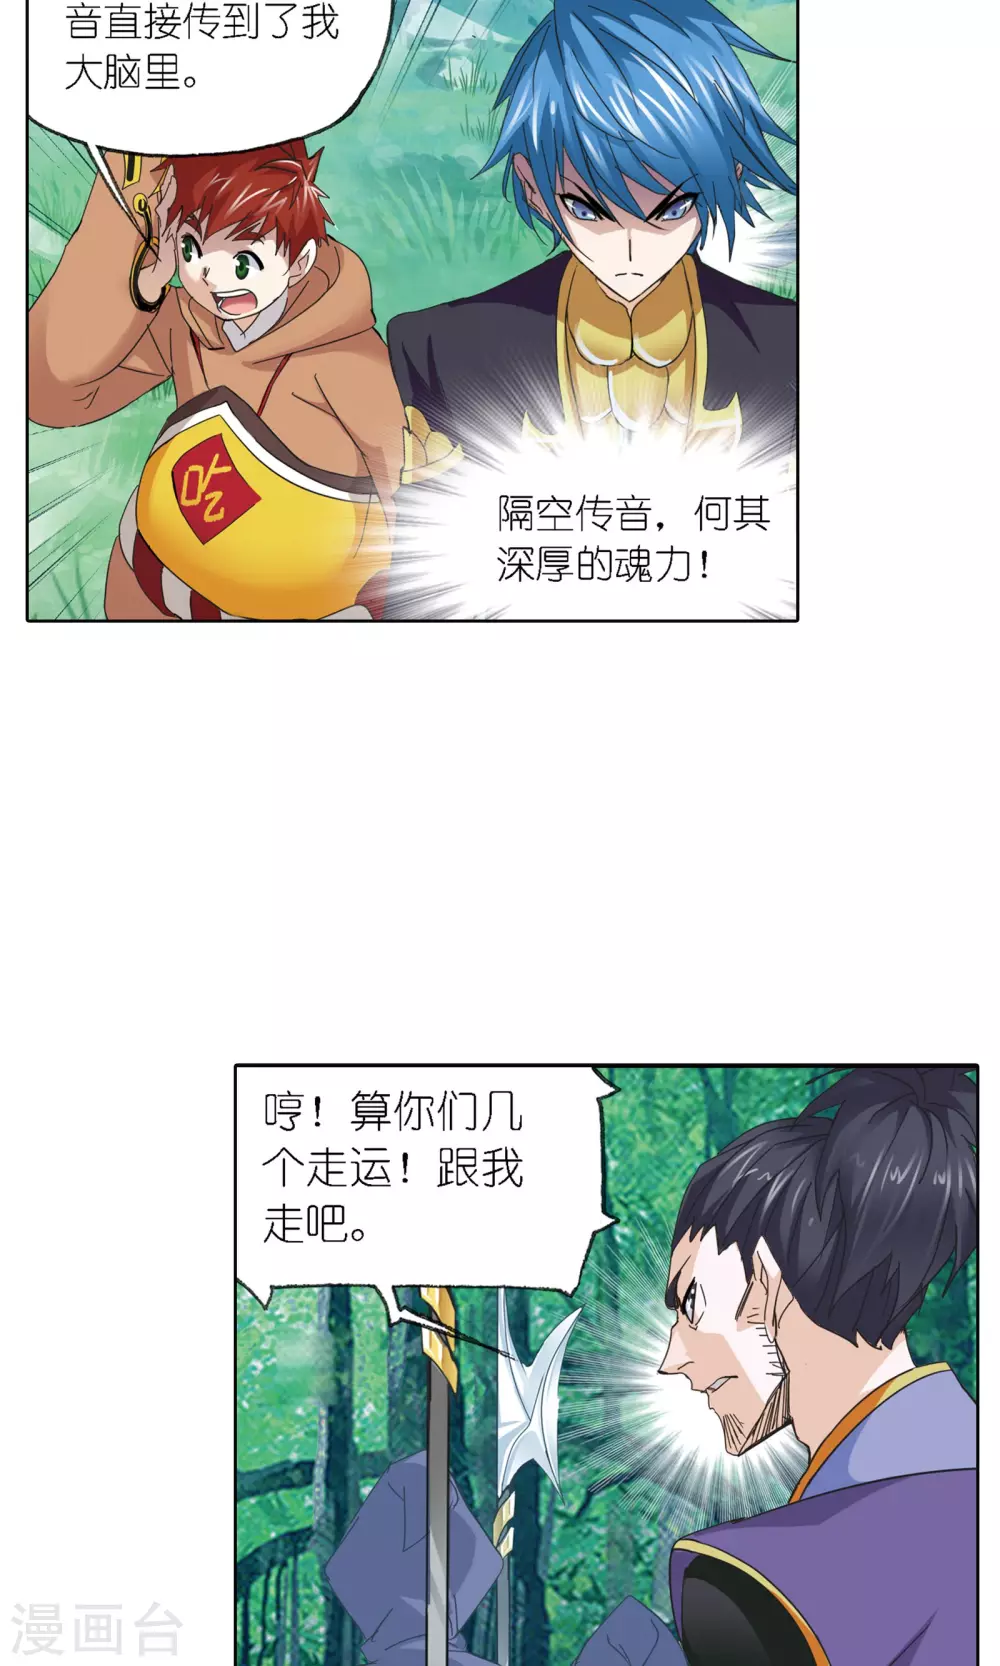 音直接传到了我
大脑里。
吃
隔空传音，何其
深厚的魂力！
哼！算你们几
个走运！跟我
走吧。
漫画台